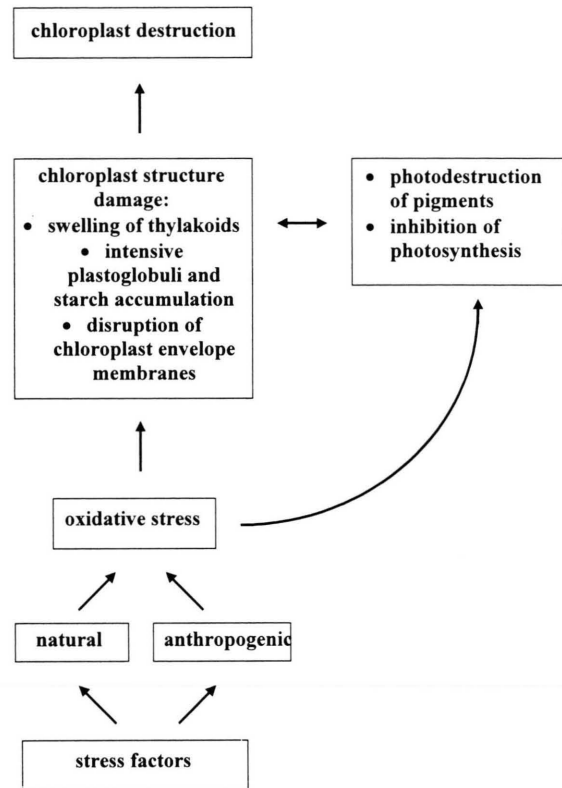 chloroplast destruction
chloroplast structure
damage:
• swelling of thylakoids
• intensive
plastoglobuli and
starch accumulation
• disruption of
chloroplast envelope
membranes
• photodestruction
of pigments
• inhibition of
photosynthesis
oxidative stress
natural
anthropogenic
stress factors